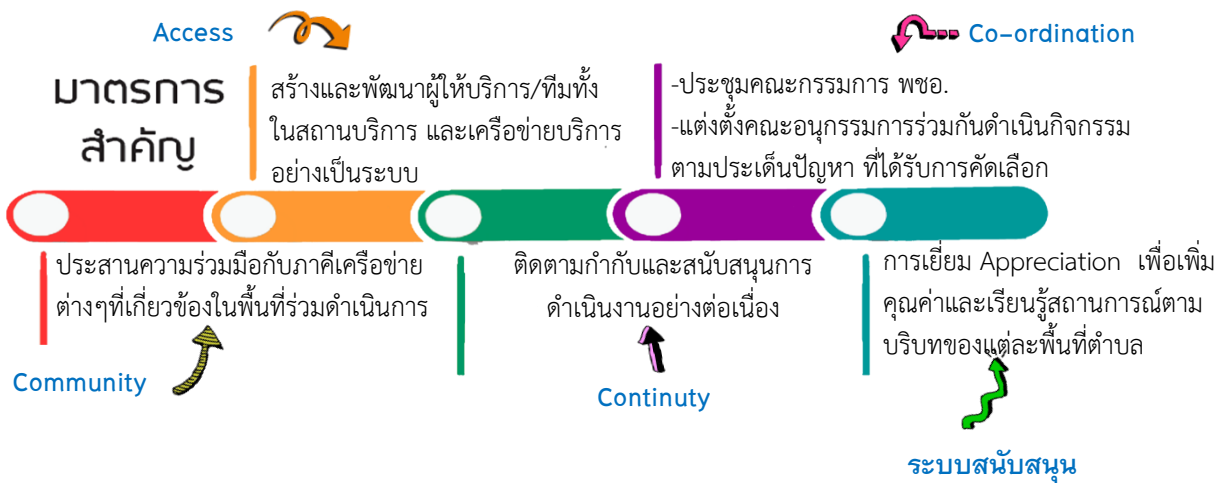 Access
Co-ordination
มาตรการ
สำคัญ
สร้างและพัฒนาผู้ให้บริการ/ทีมทั้ง
ในสถานบริการ และเครือข่ายบริการ
อย่างเป็นระบบ
-ประชุมคณะกรรมการ พชอ.
-แต่งตั้งคณะอนุกรรมการร่วมกันดำเนินกิจกรรม
ตามประเด็นปัญหา ที่ได้รับการคัดเลือก
ประสานความร่วมมือกับภาคีเครือข่าย
ต่างๆที่เกี่ยวข้องในพื้นที่ร่วมดำเนินการ
Community
ติดตามกำกับและสนับสนุนการ
ดำเนินงานอย่างต่อเนื่อง
Continuty
การเยี่ยม Appreciation เพื่อเพิ่ม
คุณค่าและเรียนรู้สถานการณ์ตาม
บริบทของแต่ละพื้นที่ตำบล
ระบบสนับสนุน